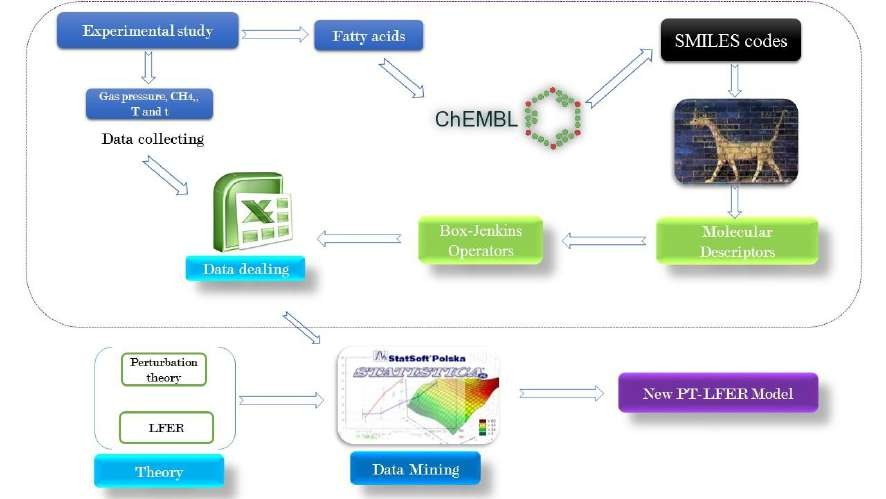 Experimental study
Fatty acids
SMILES codes
Gas pressure, CH4,,
T and t
Data collecting
ChEMBL
Box-Jenkins
Operators
Molecular
Descriptors
Data dealing
StatSoft Polska
STATISTICA
Perturbation
theory
LFER
New PT-LFER Model
Theory
Data Mining